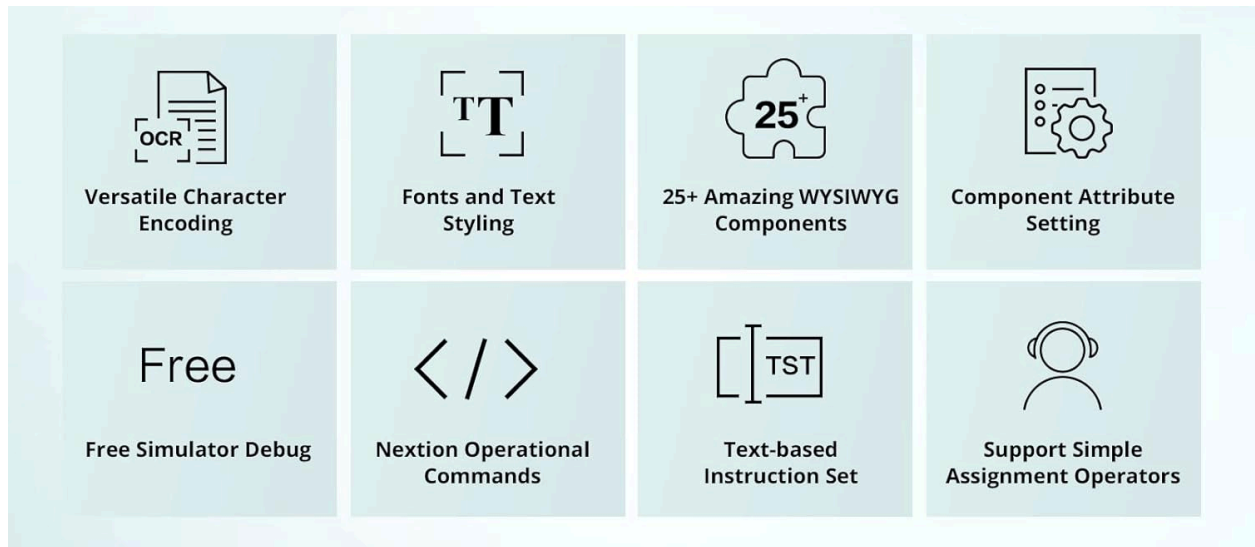 OCR
Versatile Character
Encoding
TT
Fonts and Text
Styling
25+
25+ Amazing WYSIWYG
Components
Component Attribute
Setting
Free
Free Simulator Debug
</>
Nextion Operational
Commands
TST
Text-based
Instruction Set
Support Simple
Assignment Operators